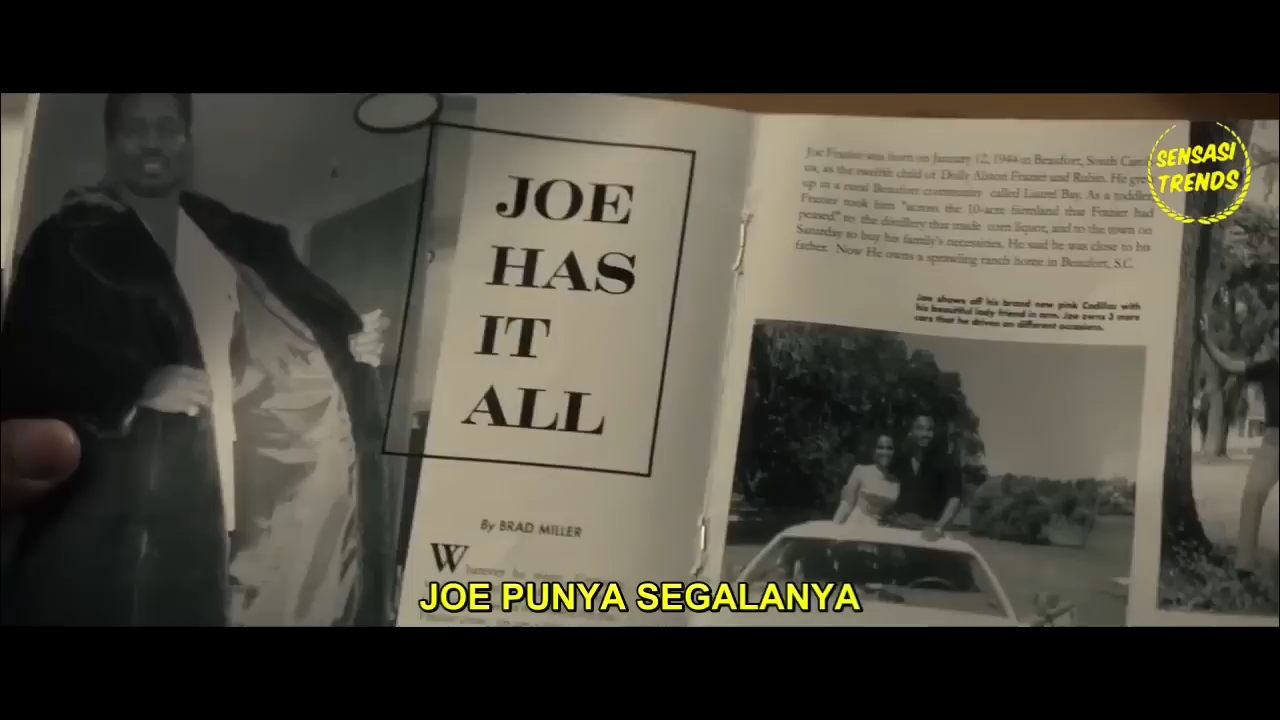 JOE
HAS
IT
ALL
By BRAD MILLER
W
Joe Frazier was born on January 12, 1944 in Beaufort, South
as the twelfth child of Dolly Alston Frazier and Rubin. He
up in a rural Beaufort community called Laurel Bay. As a toddler
Frazier took him "across the 10-acre farmland that Frazier had
to the distillery that made corn liquor, and to the town on
Saturday to buy his family's necessities. He said he was close to his
father. Now He owns a sprawling ranch home in Beaufort, S.C.
Joe shows off his brand new pink Cadillac with
his beautiful lady friend in arm. Joe owns 3 more
cars that he drives on different occasions.
SENSASI
TRENDS
JOE PUNYA SEGALANYA